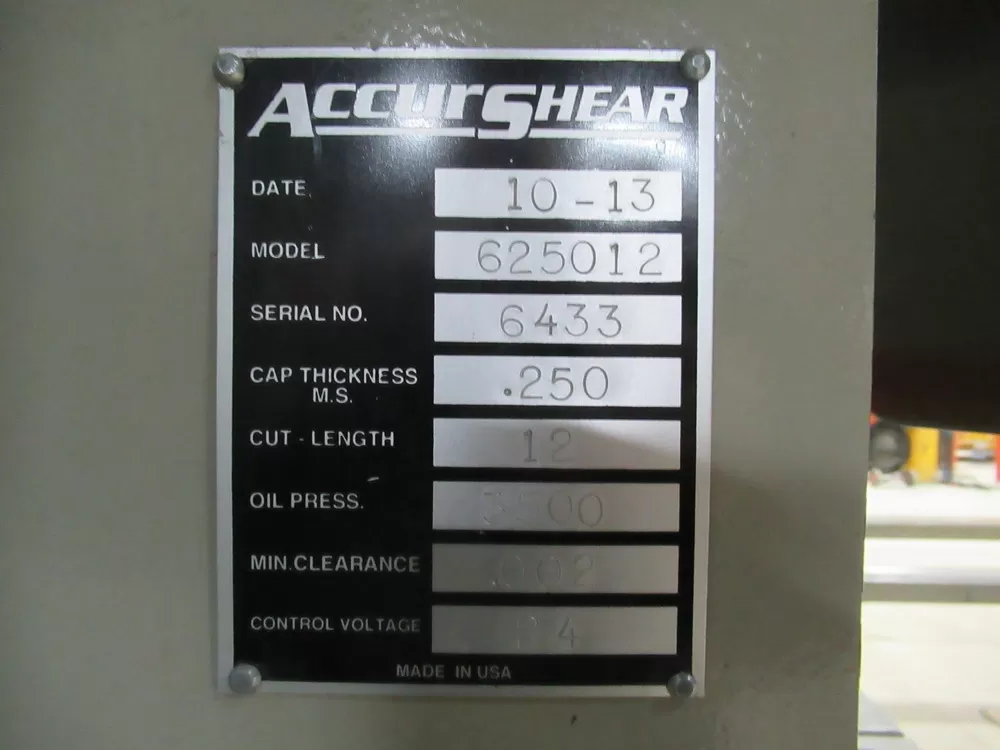 ACCURSHEAR
DATE 10-13
MODEL 625012
SERIAL NO. 6433
CAP THICKNESS .250
M.S.
CUT - LENGTH 12
OIL PRESS.
MIN. CLEARANCE
CONTROL VOLTAGE
MADE IN USA